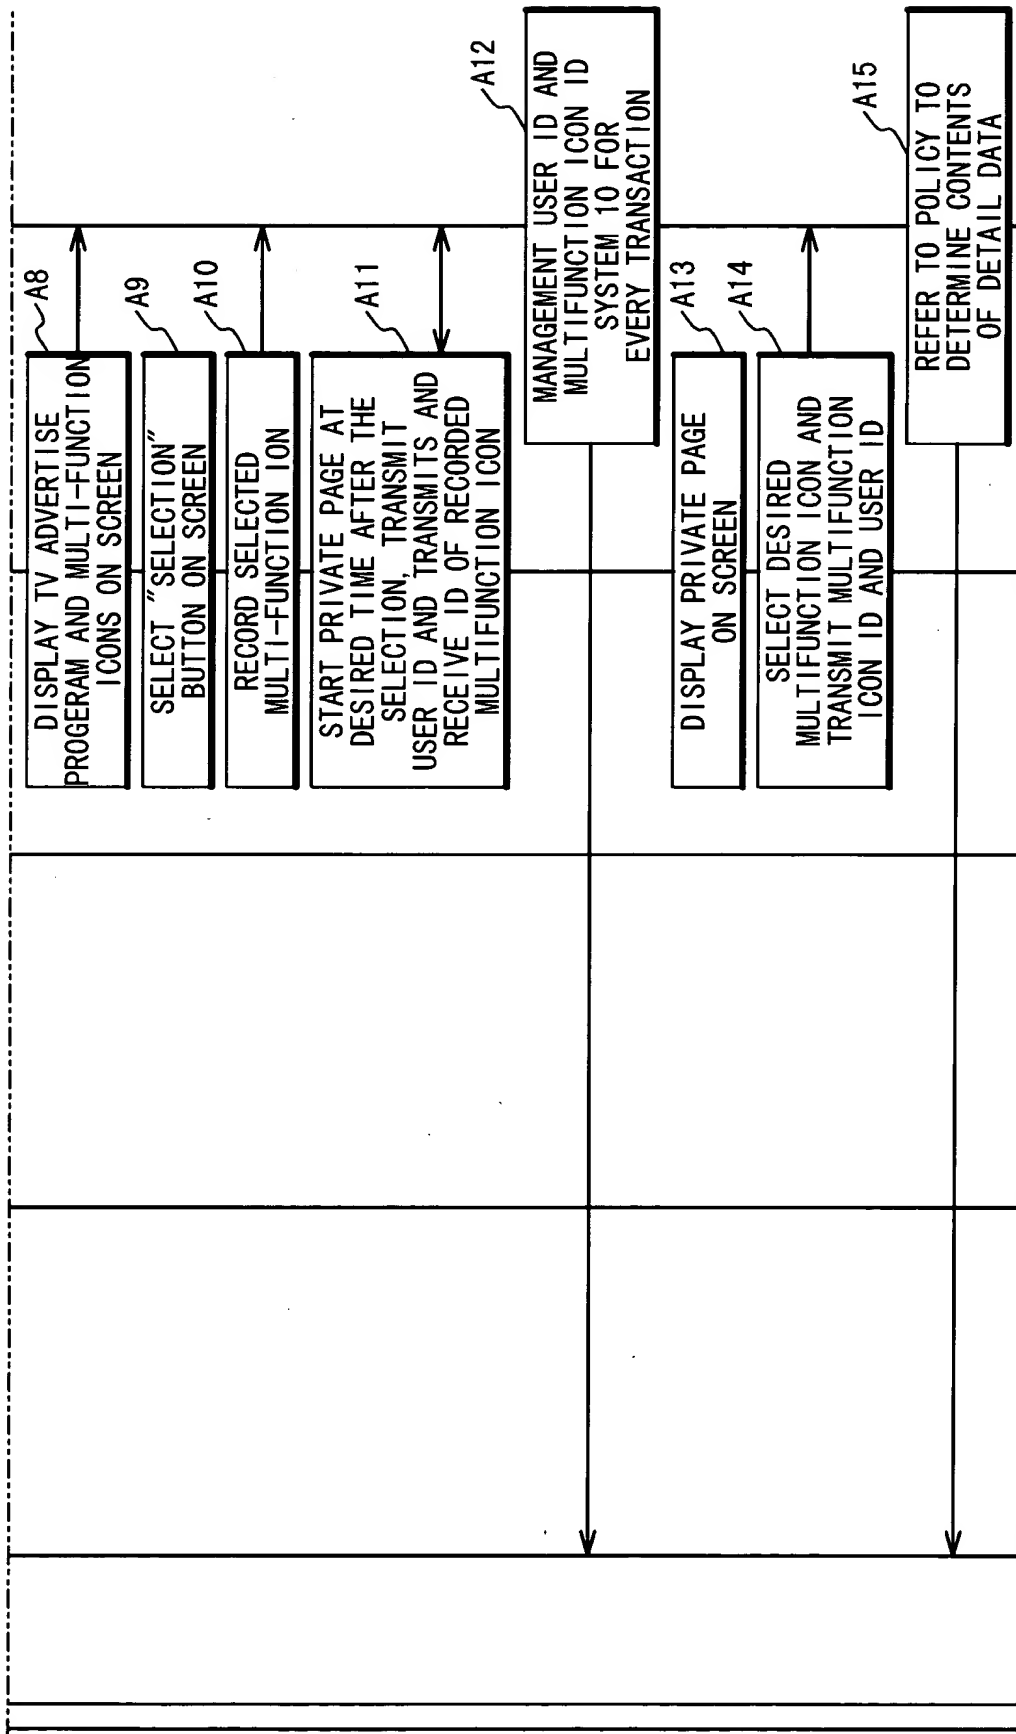 A8
DISPLAY TV ADVERTISE
PROGERAM AND MULTI-FUNCTION
ICONS ON SCREEN
A9
SELECT "SELECTION"
BUTTON ON SCREEN
A10
RECORD SELECTED
MULTI-FUNCTION ION
A11
START PRIVATE PAGE AT
DESIRED TIME AFTER THE
SELECTION, TRANSMIT
USER ID AND TRANSMITS AND
RECEIVE ID OF RECORDED
MULTIFUNCTION ICON
A12
MANAGEMENT USER ID AND
MULTIFUNCTION ICON ID
SYSTEM 10 FOR
EVERY TRANSACTION
A13
DISPLAY PRIVATE PAGE
ON SCREEN
A14
SELECT DESIRED
MULTIFUNCTION ICON AND
TRANSMIT MULTIFUNCTION
ICON ID AND USER ID
A15
REFER TO POLICY TO
DETERMINE CONTENTS
OF DETAIL DATA